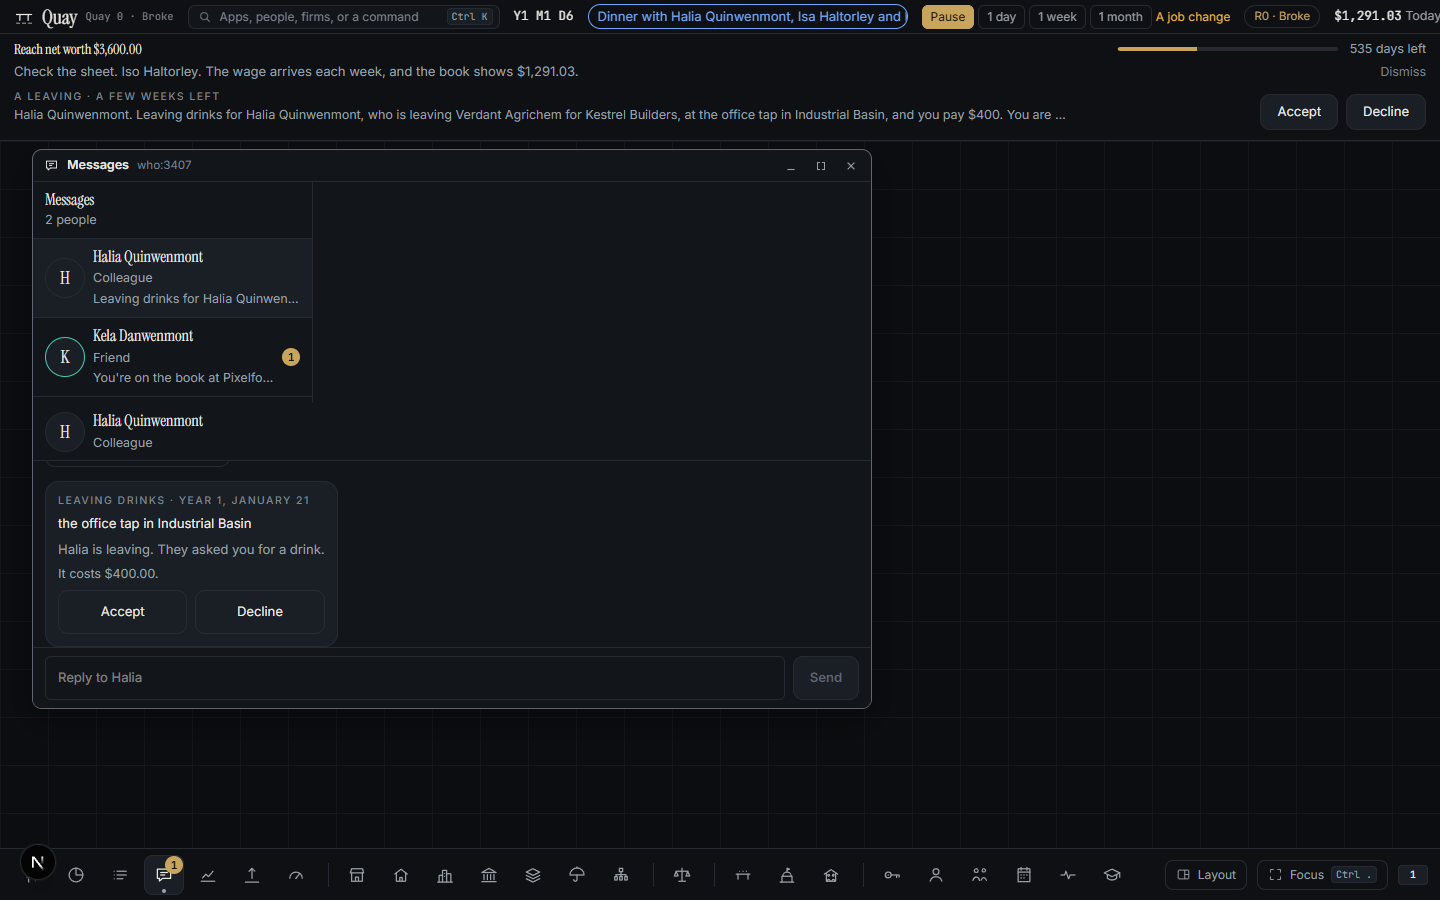 Quay
Quay 0 · Broke
Apps, people, firms, or a command
Ctrl K
Y1 M1 D6
Dinner with Halia Quinwenmont, Isa Haltorley and
Pause
1 day
1 week
1 month
A job change
R0 · Broke
$1,291.03 Today
Reach net worth $3,600.00
535 days left
Check the sheet. Iso Haltorley. The wage arrives each week, and the book shows $1,291.03.
Dismiss
A LEAVING · A FEW WEEKS LEFT
Halia Quinwenmont. Leaving drinks for Halia Quinwenmont, who is leaving Verdant Agrichem for Kestrel Builders, at the office tap in Industrial Basin, and you pay $400. You are ...
Accept
Decline
Messages who:3407
Messages
2 people
H
Halia Quinwenmont
Colleague
Leaving drinks for Halia Quinwen...
K
Kela Danwenmont
Friend
1
You're on the book at Pixelfo...
H
Halia Quinwenmont
Colleague
LEAVING DRINKS · YEAR 1, JANUARY 21
the office tap in Industrial Basin
Halia is leaving. They asked you for a drink.
It costs $400.00.
Accept
Decline
Reply to Halia
Send
N
1
Layout
Focus
Ctrl .
1